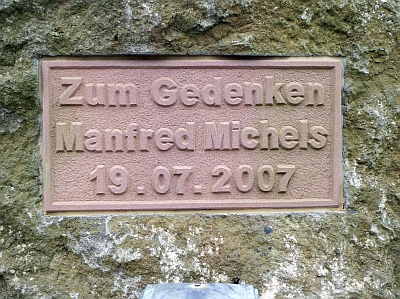 Zum Gedenken
Manfred Michels
19.07.2007